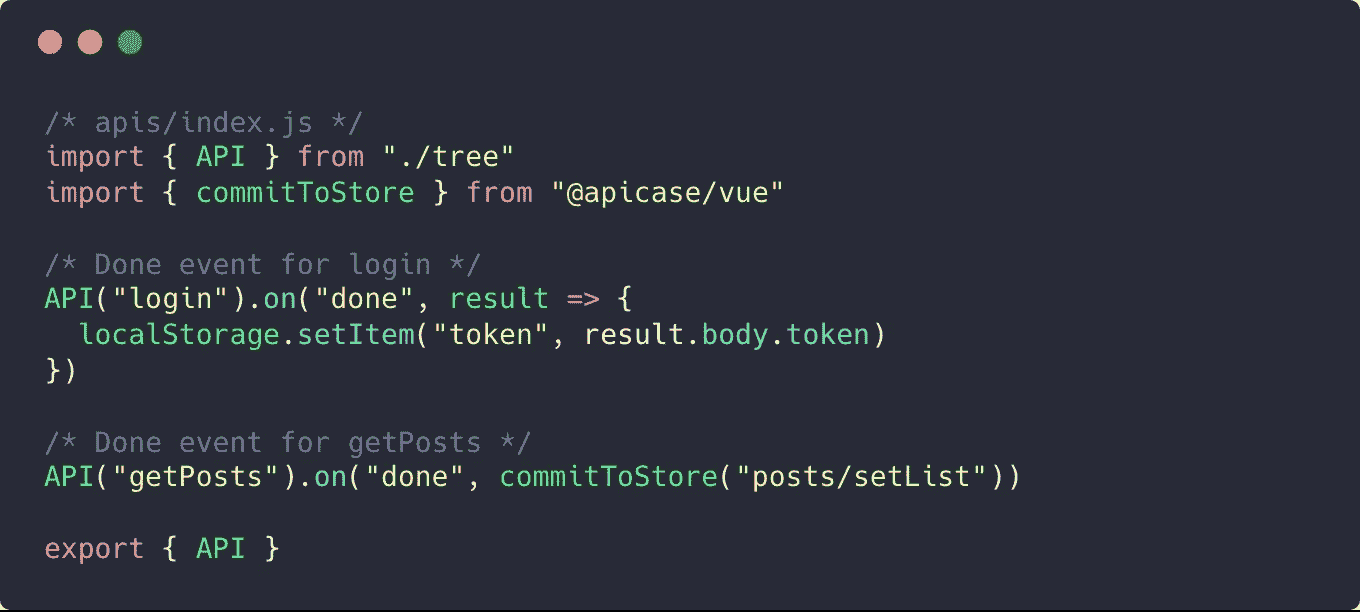 /* apis/index.js */
import { API } from "./tree"
import { commitToStore } from "@apicase/vue"
/* Done event for login */
API("login").on("done", result => {
  localStorage.setItem("token", result.body.token)
})
/* Done event for getPosts */
API("getPosts").on("done", commitToStore("posts/setList"))
export { API }